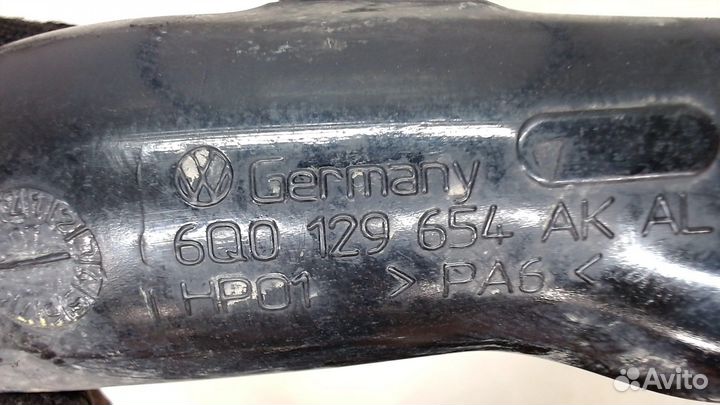 Germany
6Q0 129 654 AK AL
HP01 > PA6 <
Avito